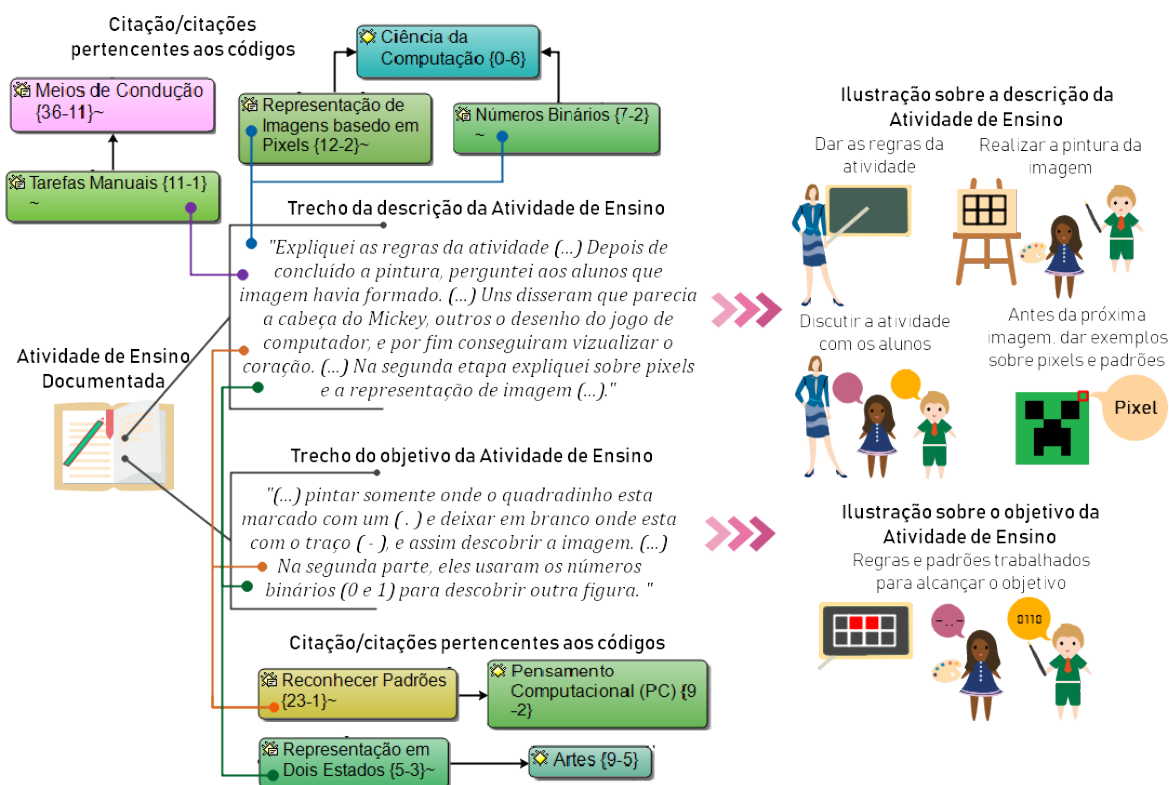 Citação/citações
pertencentes aos códigos
Ciência da
Computação {0-6}
Meios de Condução
{36-11}~
Representação de
Imagens basedo em
Pixels {12-2}~
Números Binários {7-2}
~
Tarefas Manuais {11-1}
~
Trecho da descrição da Atividade de Ensino
"Expliquei as regras da atividade (...) Depois de
concluído a pintura, perguntei aos alunos que
imagem havia formado. (...) Uns disseram que parecia
a cabeça do Mickey, outros o desenho do jogo de
computador, e por fim conseguiram vizualizar o
coração. (...) Na segunda etapa expliquei sobre pixels
e a representação de imagem (...)."
Atividade de Ensino
Documentada
Trecho do objetivo da Atividade de Ensino
"(...) pintar somente onde o quadradinho esta
marcado com um ( . ) e deixar em branco onde esta
com o traço ( - ), e assim descobrir a imagem. (...)
Na segunda parte, eles usaram os números
binários (0 e 1) para descobrir outra figura. "
Citação/citações pertencentes aos códigos
Reconhecer Padrões
{23-1}~
Pensamento
Computacional (PC) {9
-2}
Representação em
Dois Estados {5-3}~
Artes {9-5}
Ilustração sobre a descrição da
Atividade de Ensino
Dar as regras da
atividade
Realizar a pintura da
imagem
Discutir a atividade
com os alunos
Antes da próxima
imagem, dar exemplos
sobre pixels e padrões
Pixel
Ilustração sobre o objetivo da
Atividade de Ensino
Regras e padrões trabalhados
para alcançar o objetivo
-..-
0110